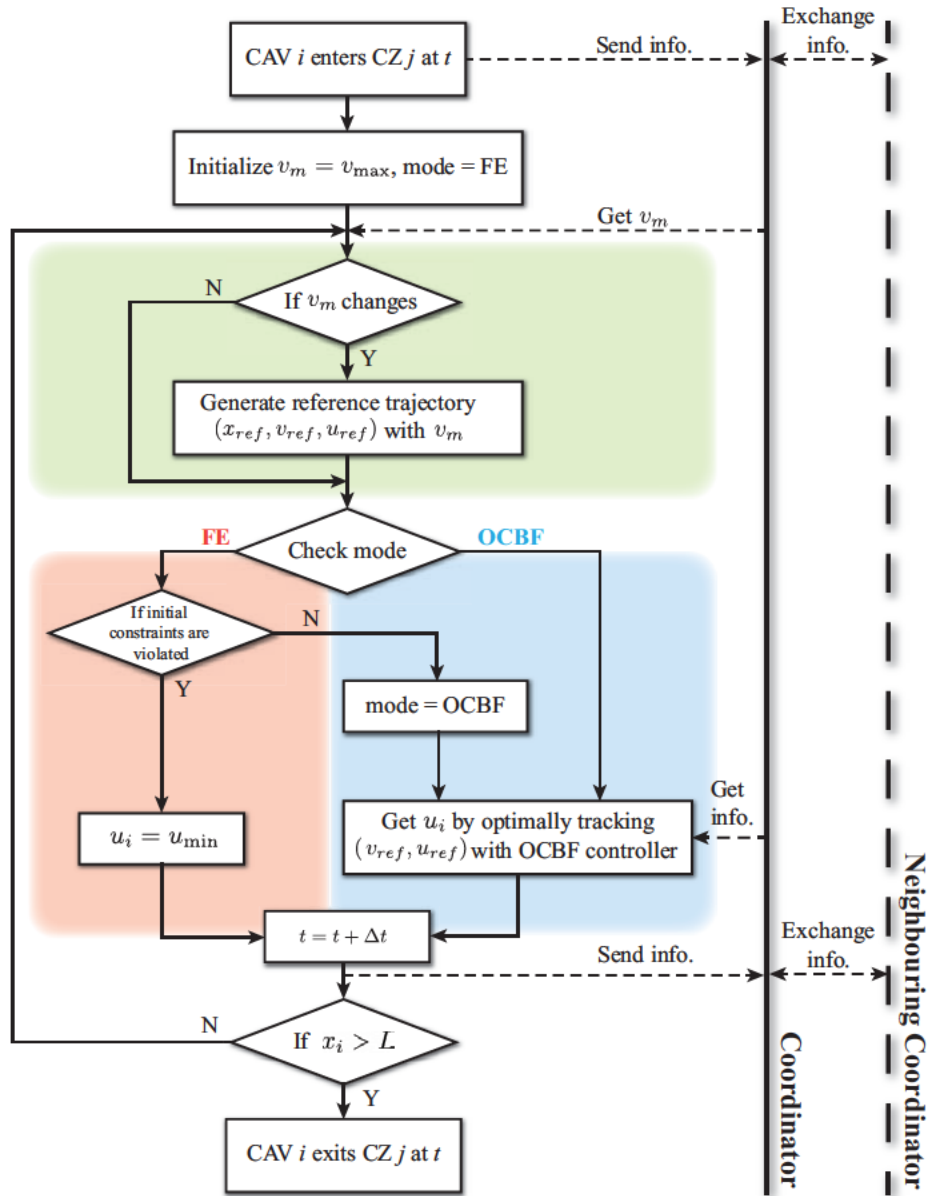 CAV i enters CZ j at t
Send info.
Exchange
info.
Initialize v_m = v_max, mode = FE
Get v_m
N
If v_m changes
Y
Generate reference trajectory
(x_ref, v_ref, u_ref) with v_m
FE
Check mode
OCBF
If initial
constraints are
violated
N
Y
mode = OCBF
Get
info.
u_i = u_min
Get u_i by optimally tracking
(v_ref, u_ref) with OCBF controller
t = t + Δt
Send info.
Exchange
info.
N
If x_i > L
Y
CAV i exits CZ j at t
Coordinator
Neighbouring Coordinator